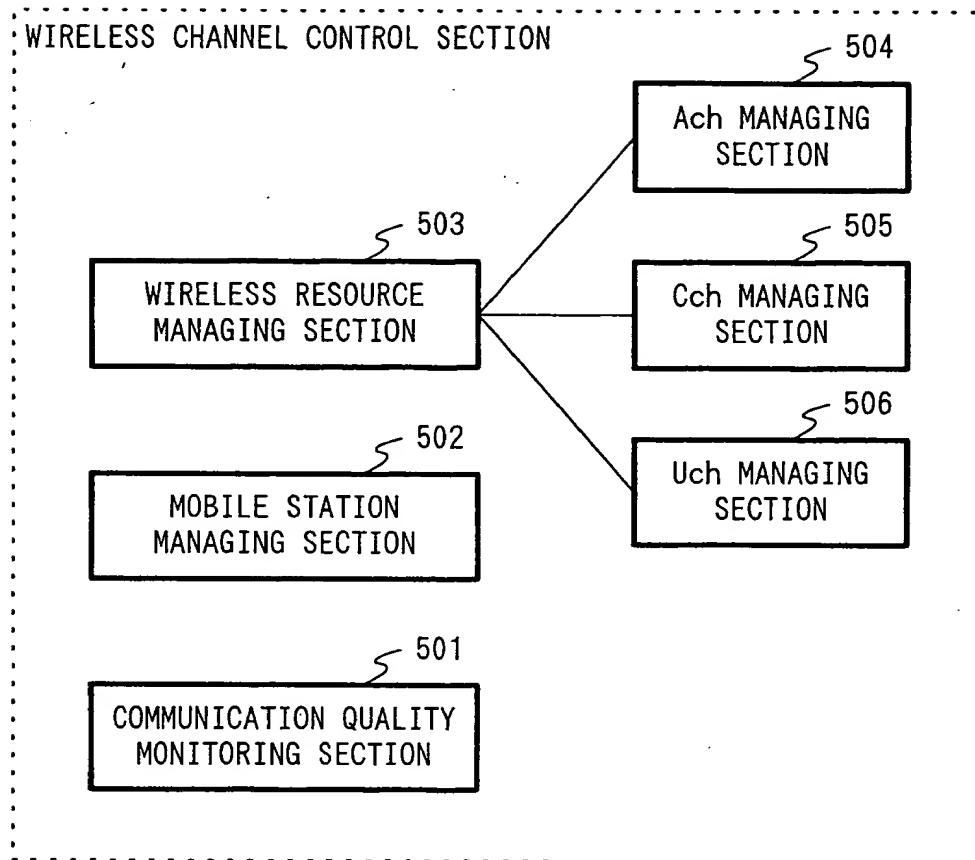 WIRELESS CHANNEL CONTROL SECTION
504
Ach MANAGING
SECTION
503
WIRELESS RESOURCE
MANAGING SECTION
505
Cch MANAGING
SECTION
506
Uch MANAGING
SECTION
502
MOBILE STATION
MANAGING SECTION
501
COMMUNICATION QUALITY
MONITORING SECTION